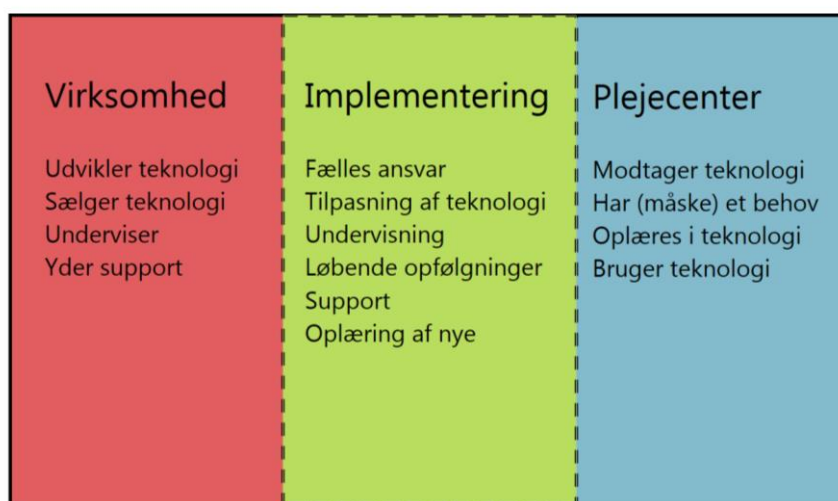 Virksomhed
Udvikler teknologi
Sælger teknologi
Underviser
Yder support
Implementering
Fælles ansvar
Tilpasning af teknologi
Undervisning
Løbende opfølgninger
Support
Oplæring af nye
Plejecenter
Modtager teknologi
Har (måske) et behov
Oplæres i teknologi
Bruger teknologi